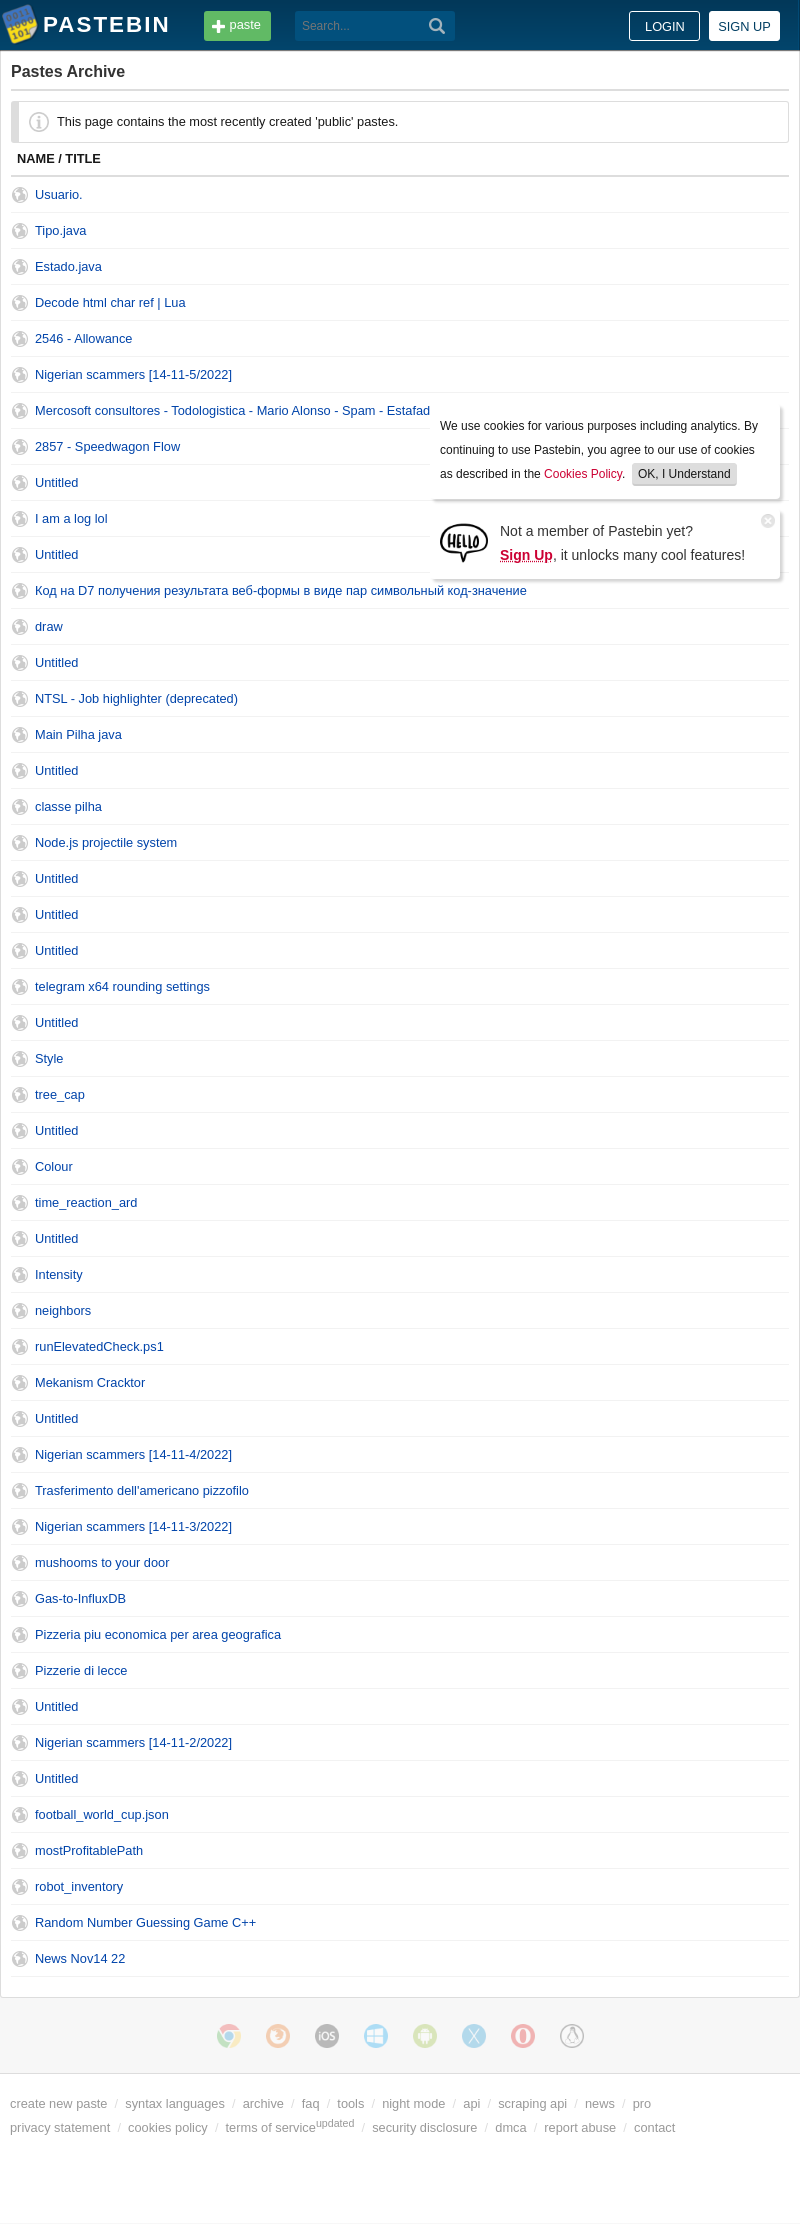 PASTEBIN
paste
Search...
LOGIN
SIGN UP
Pastes Archive
This page contains the most recently created 'public' pastes.
NAME / TITLE
Usuario.
Tipo.java
Estado.java
Decode html char ref | Lua
2546 - Allowance
Nigerian scammers [14-11-5/2022]
Mercosoft consultores - Todologistica - Mario Alonso - Spam - Estafad
2857 - Speedwagon Flow
Untitled
I am a log lol
Untitled
We use cookies for various purposes including analytics. By
continuing to use Pastebin, you agree to our use of cookies
as described in the Cookies Policy. OK, I Understand
HELLO
Not a member of Pastebin yet?
Sign Up, it unlocks many cool features!
Код на D7 получения результата веб-формы в виде пар символьный код-значение
draw
Untitled
NTSL - Job highlighter (deprecated)
Main Pilha java
Untitled
classe pilha
Node.js projectile system
Untitled
Untitled
Untitled
telegram x64 rounding settings
Untitled
Style
tree_cap
Untitled
Colour
time_reaction_ard
Untitled
Intensity
neighbors
runElevatedCheck.ps1
Mekanism Cracktor
Untitled
Nigerian scammers [14-11-4/2022]
Trasferimento dell'americano pizzofilo
Nigerian scammers [14-11-3/2022]
mushooms to your door
Gas-to-InfluxDB
Pizzeria piu economica per area geografica
Pizzerie di lecce
Untitled
Nigerian scammers [14-11-2/2022]
Untitled
football_world_cup.json
mostProfitablePath
robot_inventory
Random Number Guessing Game C++
News Nov14 22
iOS
create new paste / syntax languages / archive / faq / tools / night mode / api / scraping api / news / pro
privacy statement / cookies policy / terms of serviceupdated / security disclosure / dmca / report abuse / contact